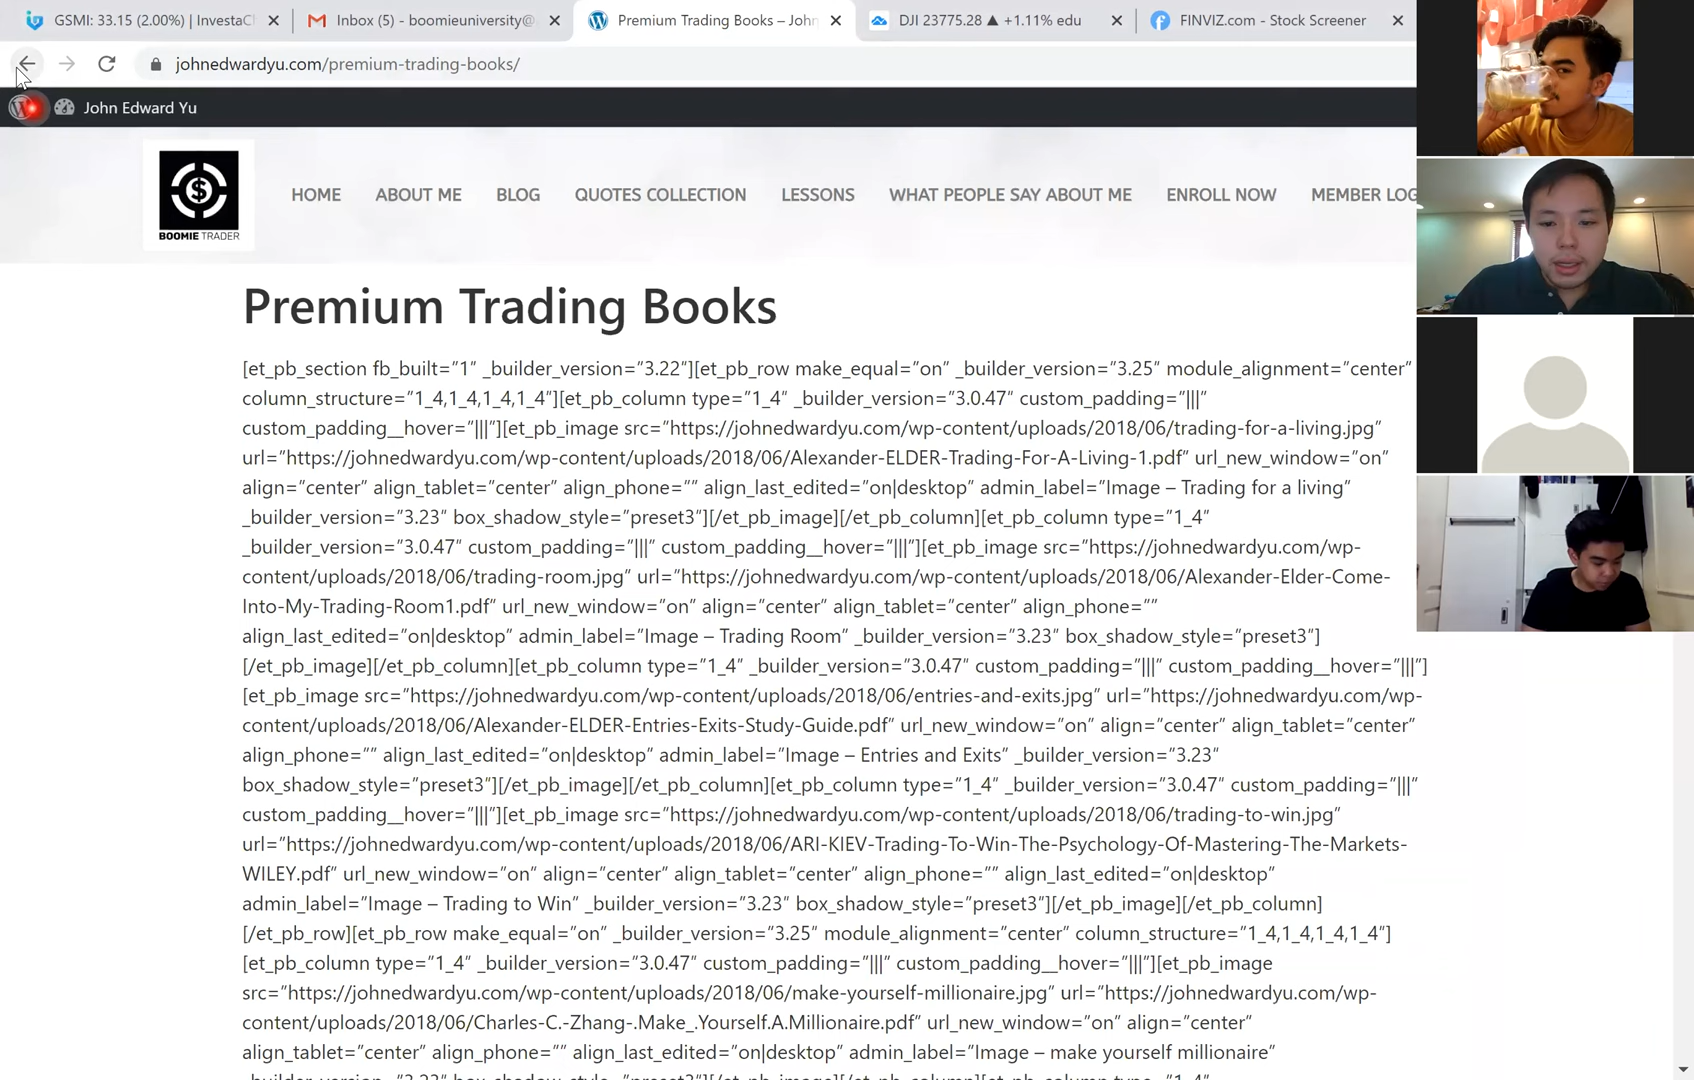 GSMI: 33.15 (2.00%) | InvestaCh
Inbox (5) - boomieuniversity@
Premium Trading Books – John
DJI 23775.28 ▲ +1.11% edu
FINVIZ.com - Stock Screener
johnedwardyu.com/premium-trading-books/
John Edward Yu
BOOMIE TRADER
HOME
ABOUT ME
BLOG
QUOTES COLLECTION
LESSONS
WHAT PEOPLE SAY ABOUT ME
ENROLL NOW
MEMBER LOG
Premium Trading Books
[et_pb_section fb_built="1" _builder_version="3.22"][et_pb_row make_equal="on" _builder_version="3.25" module_alignment="center"
column_structure="1_4,1_4,1_4,1_4"][et_pb_column type="1_4" _builder_version="3.0.47" custom_padding="|||"
custom_padding__hover="|||"][et_pb_image src="https://johnedwardyu.com/wp-content/uploads/2018/06/trading-for-a-living.jpg"
url="https://johnedwardyu.com/wp-content/uploads/2018/06/Alexander-ELDER-Trading-For-A-Living-1.pdf" url_new_window="on"
align="center" align_tablet="center" align_phone="" align_last_edited="on|desktop" admin_label="Image – Trading for a living"
_builder_version="3.23" box_shadow_style="preset3"][/et_pb_image][/et_pb_column][et_pb_column type="1_4"
_builder_version="3.0.47" custom_padding="|||" custom_padding__hover="|||"][et_pb_image src="https://johnedwardyu.com/wp-
content/uploads/2018/06/trading-room.jpg" url="https://johnedwardyu.com/wp-content/uploads/2018/06/Alexander-Elder-Come-
Into-My-Trading-Room1.pdf" url_new_window="on" align="center" align_tablet="center" align_phone=""
align_last_edited="on|desktop" admin_label="Image – Trading Room" _builder_version="3.23" box_shadow_style="preset3"]
[/et_pb_image][/et_pb_column][et_pb_column type="1_4" _builder_version="3.0.47" custom_padding="|||" custom_padding__hover="|||"]
[et_pb_image src="https://johnedwardyu.com/wp-content/uploads/2018/06/entries-and-exits.jpg" url="https://johnedwardyu.com/wp-
content/uploads/2018/06/Alexander-ELDER-Entries-Exits-Study-Guide.pdf" url_new_window="on" align="center" align_tablet="center"
align_phone="" align_last_edited="on|desktop" admin_label="Image – Entries and Exits" _builder_version="3.23"
box_shadow_style="preset3"][/et_pb_image][/et_pb_column][et_pb_column type="1_4" _builder_version="3.0.47" custom_padding="|||"
custom_padding__hover="|||"][et_pb_image src="https://johnedwardyu.com/wp-content/uploads/2018/06/trading-to-win.jpg"
url="https://johnedwardyu.com/wp-content/uploads/2018/06/ARI-KIEV-Trading-To-Win-The-Psychology-Of-Mastering-The-Markets-
WILEY.pdf" url_new_window="on" align="center" align_tablet="center" align_phone="" align_last_edited="on|desktop"
admin_label="Image – Trading to Win" _builder_version="3.23" box_shadow_style="preset3"][/et_pb_image][/et_pb_column]
[/et_pb_row][et_pb_row make_equal="on" _builder_version="3.25" module_alignment="center" column_structure="1_4,1_4,1_4,1_4"]
[et_pb_column type="1_4" _builder_version="3.0.47" custom_padding="|||" custom_padding__hover="|||"][et_pb_image
src="https://johnedwardyu.com/wp-content/uploads/2018/06/make-yourself-millionaire.jpg" url="https://johnedwardyu.com/wp-
content/uploads/2018/06/Charles-C.-Zhang-.Make_.Yourself.A.Millionaire.pdf" url_new_window="on" align="center"
align_tablet="center" align_phone="" align_last_edited="on|desktop" admin_label="Image – make yourself millionaire"